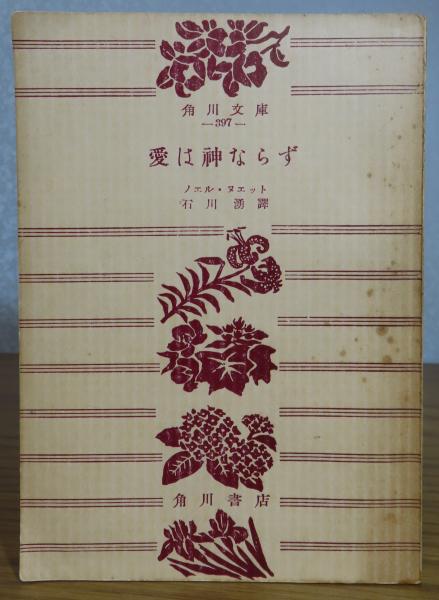 角川文庫
—397—
愛は神ならず
ノエル・ヌエット
石川湧譯
角川書店